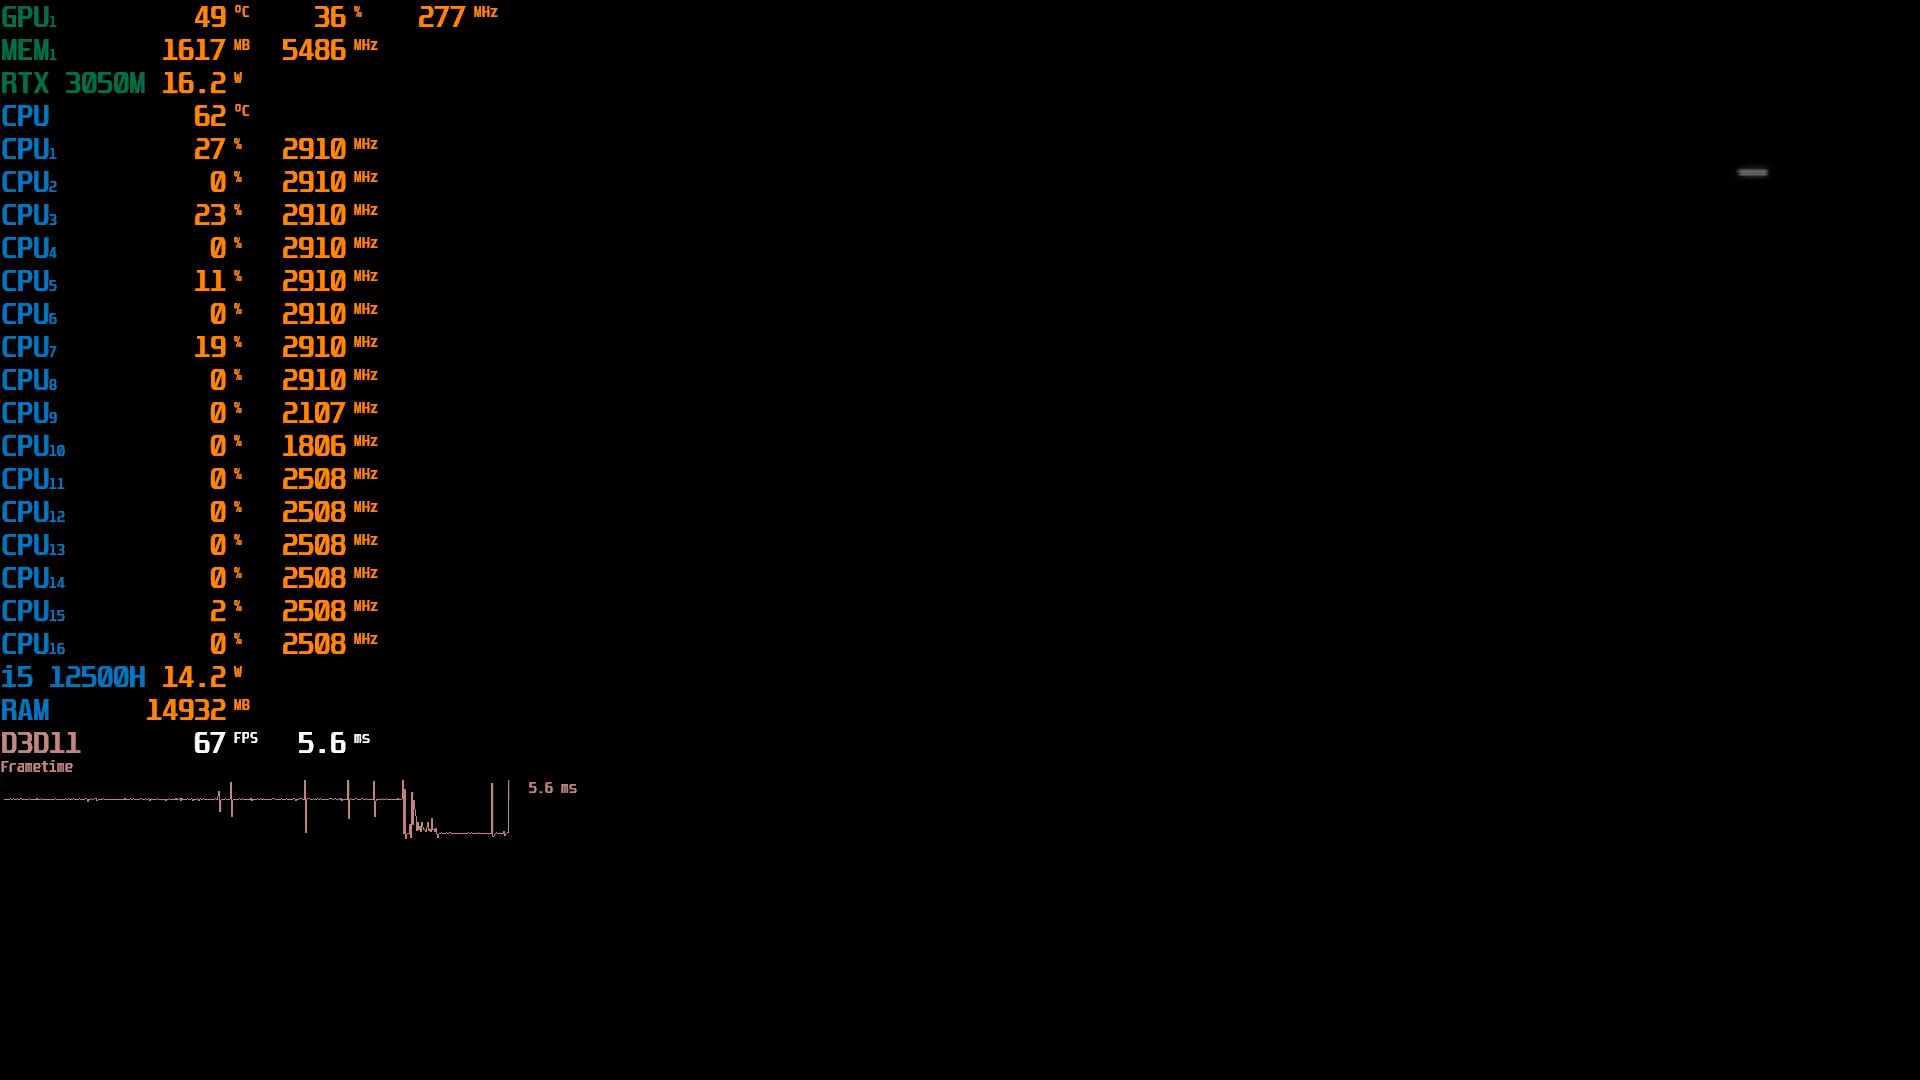 GPU1 49 °C 36 % 277 MHz
MEM1 1617 MB 5486 MHz
RTX 3050M 16.2 W
CPU 62 °C
CPU1 27 % 2910 MHz
CPU2 0 % 2910 MHz
CPU3 23 % 2910 MHz
CPU4 0 % 2910 MHz
CPU5 11 % 2910 MHz
CPU6 0 % 2910 MHz
CPU7 19 % 2910 MHz
CPU8 0 % 2910 MHz
CPU9 0 % 2107 MHz
CPU10 0 % 1806 MHz
CPU11 0 % 2508 MHz
CPU12 0 % 2508 MHz
CPU13 0 % 2508 MHz
CPU14 0 % 2508 MHz
CPU15 2 % 2508 MHz
CPU16 0 % 2508 MHz
i5 12500H 14.2 W
RAM 14932 MB
D3D11 67 FPS 5.6 ms
Frametime
5.6 ms